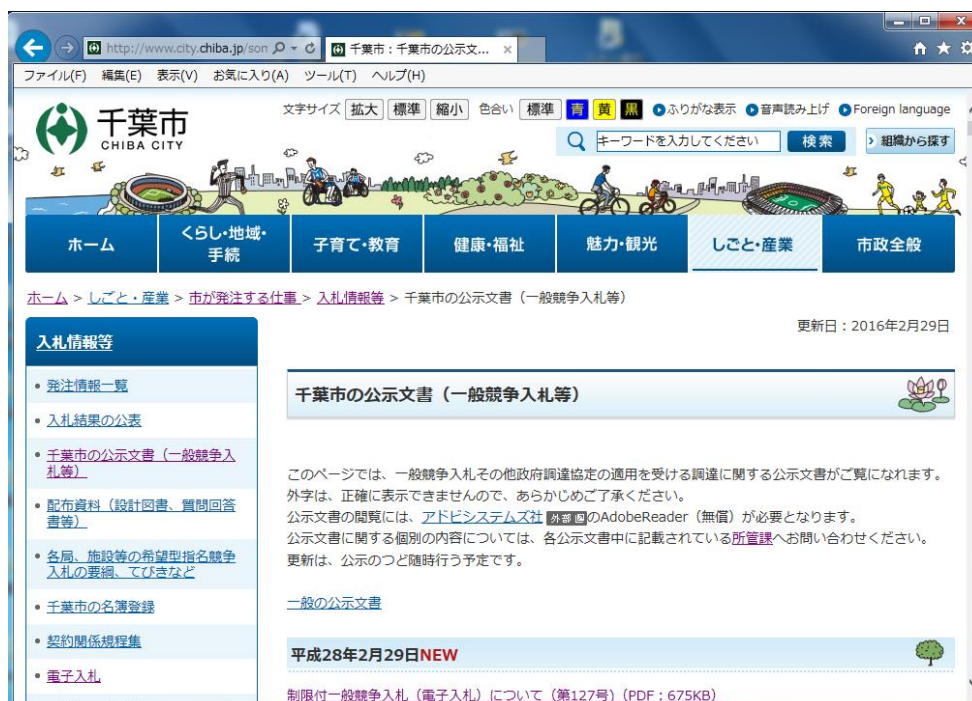 http://www.city.chiba.jp/son
千葉市：千葉市の公示文...
ファイル(F) 編集(E) 表示(V) お気に入り(A) ツール(T) ヘルプ(H)
千葉市
CHIBA CITY
文字サイズ 拡大 標準 縮小 色合い 標準 青 黄 黒 ふりがな表示 音声読み上げ Foreign language
キーワードを入力してください 検索 組織から探す
ホーム
くらし・地域・
手続
子育て・教育
健康・福祉
魅力・観光
しごと・産業
市政全般
ホーム > しごと・産業 > 市が発注する仕事 > 入札情報等 > 千葉市の公示文書（一般競争入札等）
更新日：2016年2月29日
入札情報等
発注情報一覧
入札結果の公表
千葉市の公示文書（一般競争入
札等）
配布資料（設計図書、質問回答
書等）
各局、施設等の希望型指名競争
入札の要綱、てびきなど
千葉市の名簿登録
契約関係規程集
電子入札
千葉市の公示文書（一般競争入札等）
このページでは、一般競争入札その他政府調達協定の適用を受ける調達に関する公示文書がご覧になれます。
外字は、正確に表示できませんので、あらかじめご了承ください。
公示文書の閲覧には、アドビシステムズ社 外部のAdobeReader（無償）が必要となります。
公示文書に関する個別の内容については、各公示文書中に記載されている所管課へお問い合わせください。
更新は、公示のつど随時行う予定です。
一般の公示文書
平成28年2月29日NEW
制限付一般競争入札（電子入札）について（第127号）（PDF：675KB）